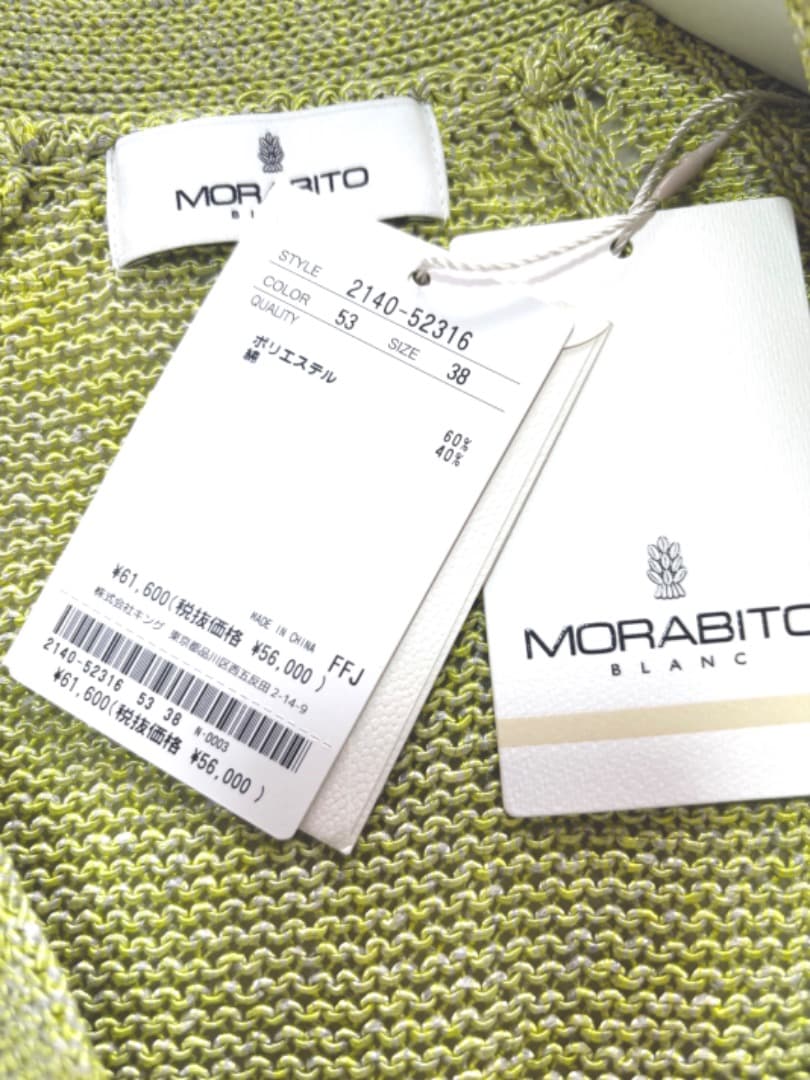 MORABITO
STYLE 2140-52316
COLOR 53 SIZE 38
QUALITY
ポリエステル 60%
綿 40%
MADE IN CHINA
¥61,600(税抜価格 ¥56,000) FFJ
株式会社キング 東京都品川区西五反田 2-14-9
2140-52316 53 38 N-0003
¥61,600(税抜価格 ¥56,000)
MORABITO
BLANC